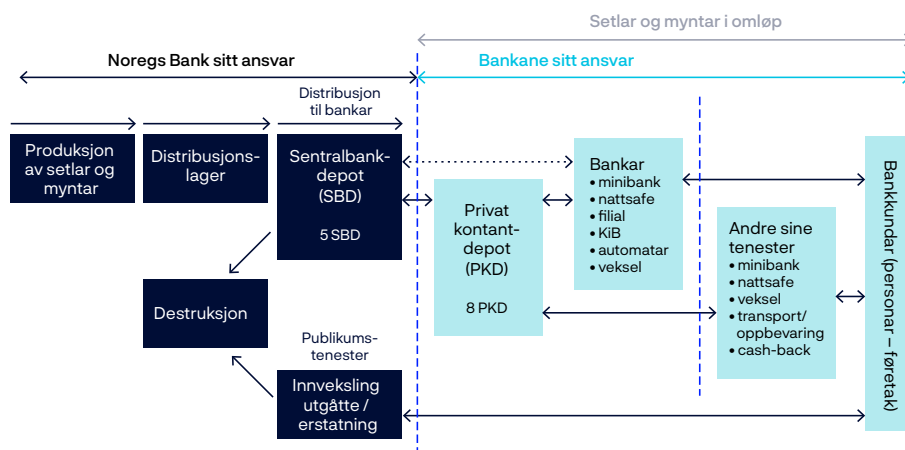 Setlar og myntar i omløp
Noregs Bank sitt ansvar
Bankane sitt ansvar
Distribusjon
til bankar
Produksjon
av setlar og
myntar
Distribusjons-
lager
Sentralbank-
depot
(SBD)
5 SBD
Privat
kontant-
depot
(PKD)
8 PKD
Bankar
• minibank
• nattsafe
• filial
• KiB
• automatar
• veksel
Andre sine
tenester
• minibank
• nattsafe
• veksel
• transport/
oppbevaring
• cash-back
Bankkundar (personar – føretak)
Destruksjon
Publikums-
tenester
Innveksling
utgåtte /
erstatning